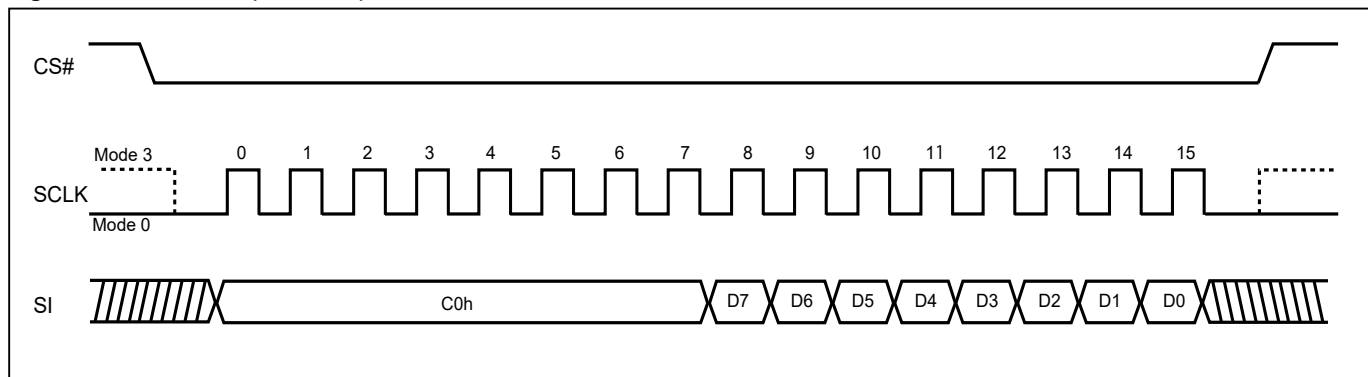 CS#
Mode 3 0 1 2 3 4 5 6 7 8 9 10 11 12 13 14 15
SCLK
Mode 0
SI C0h D7 D6 D5 D4 D3 D2 D1 D0